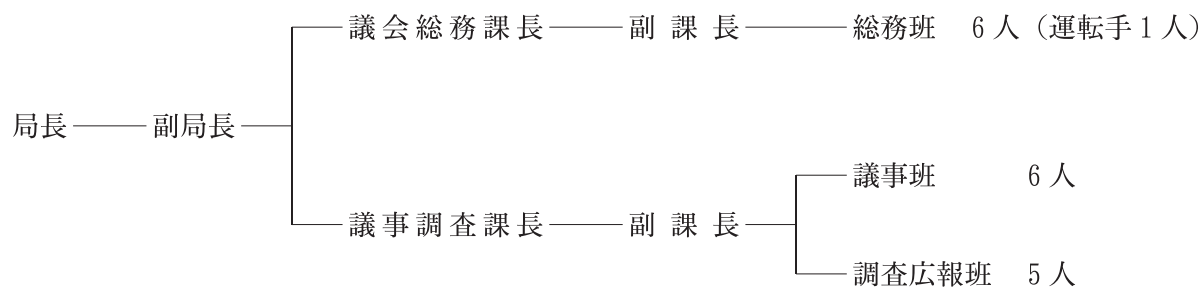 議会総務課長 副課長 総務班 6人（運転手1人）
局長 副局長
議事班 6人
議事調査課長 副課長
調査広報班 5人